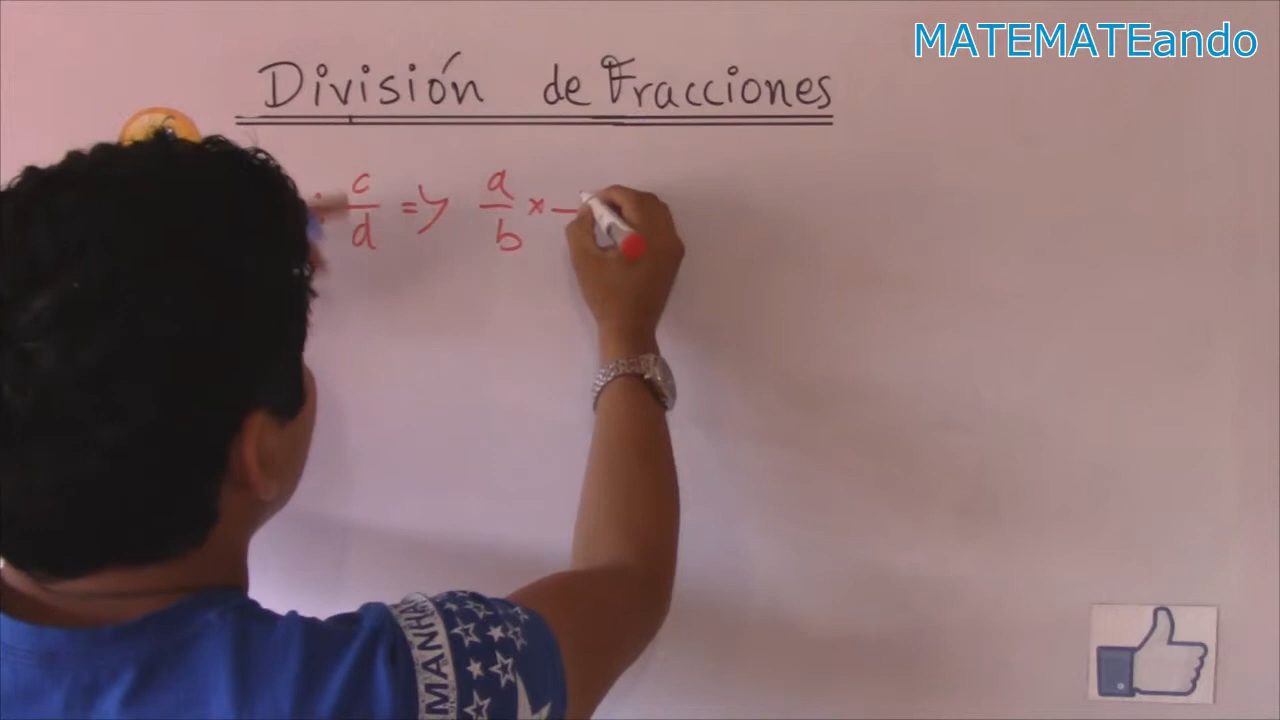 MATEMATEando
División de Fracciones
÷ c/d => a/b × —
MANHA